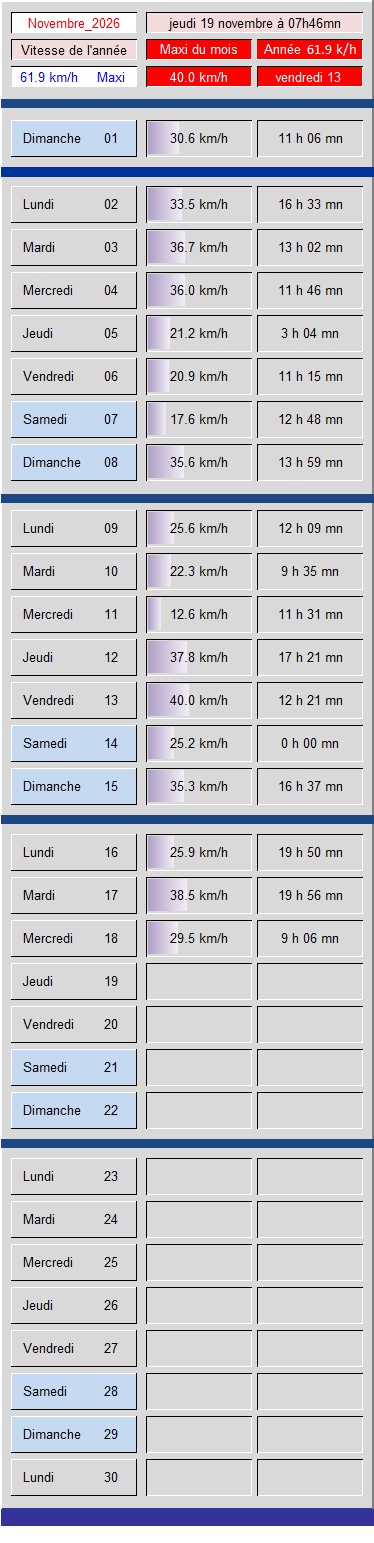 Novembre_2026 jeudi 19 novembre à 07h46mn
Vitesse de l'année Maxi du mois Année 61.9 k/h
61.9 km/h Maxi 40.0 km/h vendredi 13
Dimanche 01 30.6 km/h 11 h 06 mn
Lundi 02 33.5 km/h 16 h 33 mn
Mardi 03 36.7 km/h 13 h 02 mn
Mercredi 04 36.0 km/h 11 h 46 mn
Jeudi 05 21.2 km/h 3 h 04 mn
Vendredi 06 20.9 km/h 11 h 15 mn
Samedi 07 17.6 km/h 12 h 48 mn
Dimanche 08 35.6 km/h 13 h 59 mn
Lundi 09 25.6 km/h 12 h 09 mn
Mardi 10 22.3 km/h 9 h 35 mn
Mercredi 11 12.6 km/h 11 h 31 mn
Jeudi 12 37.8 km/h 17 h 21 mn
Vendredi 13 40.0 km/h 12 h 21 mn
Samedi 14 25.2 km/h 0 h 00 mn
Dimanche 15 35.3 km/h 16 h 37 mn
Lundi 16 25.9 km/h 19 h 50 mn
Mardi 17 38.5 km/h 19 h 56 mn
Mercredi 18 29.5 km/h 9 h 06 mn
Jeudi 19
Vendredi 20
Samedi 21
Dimanche 22
Lundi 23
Mardi 24
Mercredi 25
Jeudi 26
Vendredi 27
Samedi 28
Dimanche 29
Lundi 30